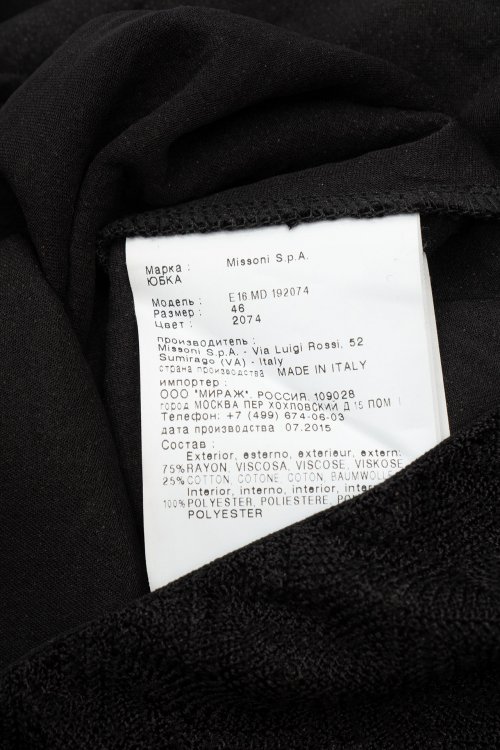 Марка : Missoni S.p.A.
ЮБКА
Модель : E16.MD.192074
Размер : 46
Цвет : 2074
производитель :
Missoni S.p.A. - Via Luigi Rossi, 52
Sumirago (VA) - Italy
страна производства MADE IN ITALY
импортер :
ООО "МИРАЖ", РОССИЯ, 109028
город МОСКВА ПЕР ХОХЛОВСКИЙ Д 15 ПОМ I
Телефон: +7 (499) 674-06-03
дата производства 07.2015
Состав :
Exterior, esterno, exterieur, extern:
75% RAYON, VISCOSA, VISCOSE, VISKOSE
25% COTTON, COTONE, COTON, BAUMWOLLE
Interior, interno, interior,
100% POLYESTER, POLIESTERE,
POLYESTER